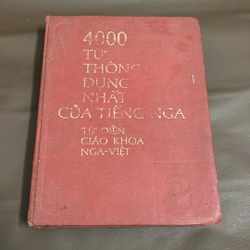 4000
TỪ
THÔNG
DỤNG
NHẤT
CỦA TIẾNG NGA
TỪ ĐIỂN
GIÁO KHOA
NGA-VIỆT